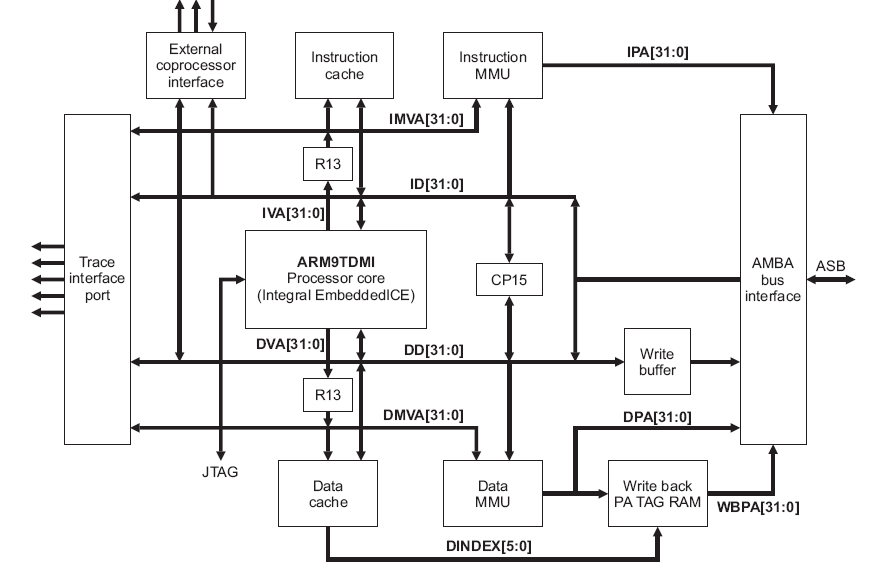 External
coprocessor
interface
Instruction
cache
Instruction
MMU
IPA[31:0]
IMVA[31:0]
R13
ID[31:0]
IVA[31:0]
Trace
interface
port
ARM9TDMI
Processor core
(Integral EmbeddedICE)
CP15
AMBA
bus
interface
ASB
DVA[31:0]
DD[31:0]
Write
buffer
R13
DMVA[31:0]
DPA[31:0]
JTAG
Data
cache
Data
MMU
Write back
PA TAG RAM
WBPA[31:0]
DINDEX[5:0]